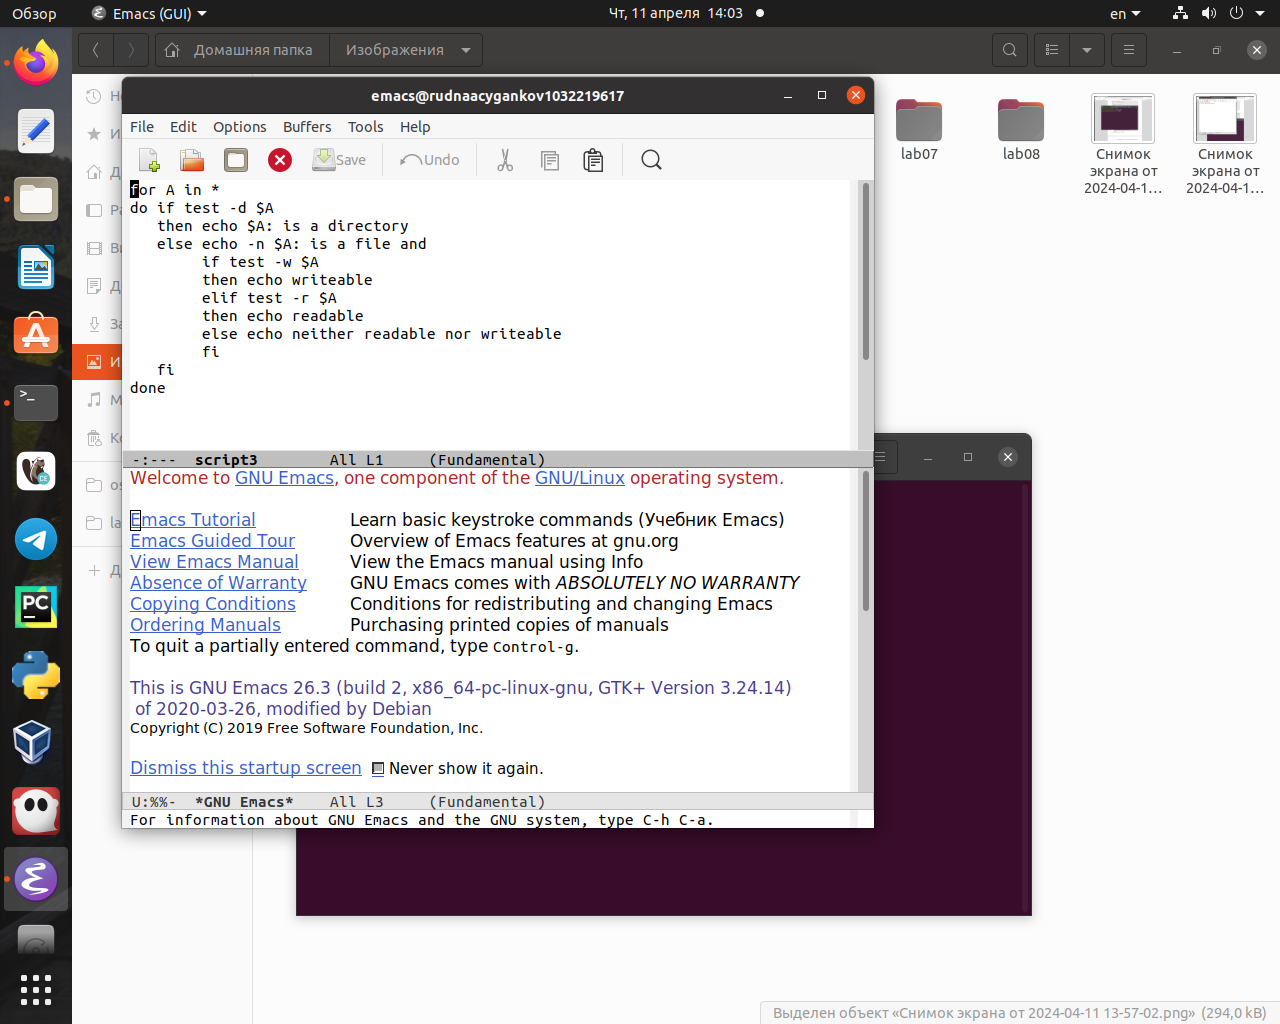 Обзор
Emacs (GUI)
Чт, 11 апреля 14:03
en
Домашняя папка
Изображения
lab07
lab08
Снимок экрана от 2024-04-1…
Снимок экрана от 2024-04-1…
emacs@rudnaacygankov1032219617
File Edit Options Buffers Tools Help
Save
Undo
for A in *
do if test -d $A
   then echo $A: is a directory
   else echo -n $A: is a file and
        if test -w $A
        then echo writeable
        elif test -r $A
        then echo readable
        else echo neither readable nor writeable
        fi
   fi
done
-:--- script3 All L1 (Fundamental)
Welcome to GNU Emacs, one component of the GNU/Linux operating system.
Emacs Tutorial Learn basic keystroke commands (Учебник Emacs)
Emacs Guided Tour Overview of Emacs features at gnu.org
View Emacs Manual View the Emacs manual using Info
Absence of Warranty GNU Emacs comes with ABSOLUTELY NO WARRANTY
Copying Conditions Conditions for redistributing and changing Emacs
Ordering Manuals Purchasing printed copies of manuals
To quit a partially entered command, type Control-g.
This is GNU Emacs 26.3 (build 2, x86_64-pc-linux-gnu, GTK+ Version 3.24.14)
of 2020-03-26, modified by Debian
Copyright (C) 2019 Free Software Foundation, Inc.
Dismiss this startup screen Never show it again.
U:%%- *GNU Emacs* All L3 (Fundamental)
For information about GNU Emacs and the GNU system, type C-h C-a.
Выделен объект «Снимок экрана от 2024-04-11 13-57-02.png» (294,0 kB)